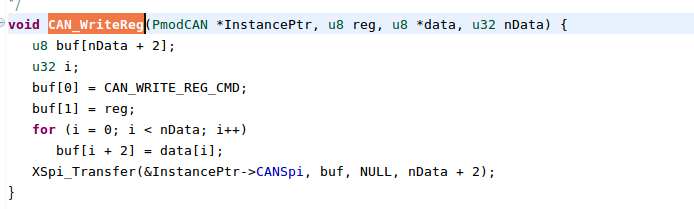 */
void CAN_WriteReg(PmodCAN *InstancePtr, u8 reg, u8 *data, u32 nData) {
   u8 buf[nData + 2];
   u32 i;
   buf[0] = CAN_WRITE_REG_CMD;
   buf[1] = reg;
   for (i = 0; i < nData; i++)
      buf[i + 2] = data[i];
   XSpi_Transfer(&InstancePtr->CANSpi, buf, NULL, nData + 2);
}